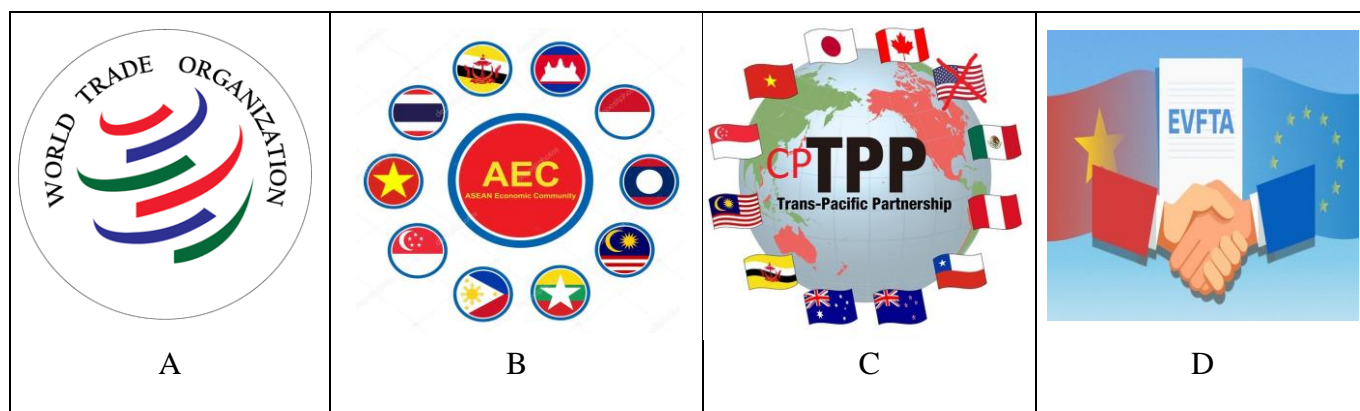 WORLD TRADE ORGANIZATION
AEC
ASEAN Economic Community
CPTPP
Trans-Pacific Partnership
EVFTA
A
B
C
D